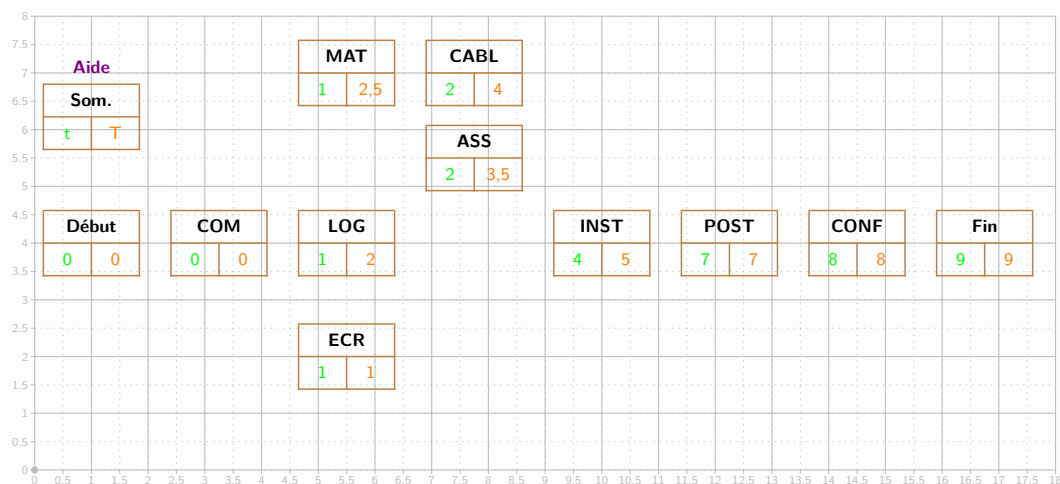 8
7.5
MAT CABL
7 Aide
1 2,5 2 4
6.5 Som.
6 t T
ASS
5.5
2 3,5
5
4.5
Début COM LOG INST POST CONF Fin
4
0 0 0 0 1 2 4 5 7 7 8 8 9 9
3.5
3
2.5
ECR
2
1 1
1.5
1
0.5
0
0 0.5 1 1.5 2 2.5 3 3.5 4 4.5 5 5.5 6 6.5 7 7.5 8 8.5 9 9.5 10 10.5 11 11.5 12 12.5 13 13.5 14 14.5 15 15.5 16 16.5 17 17.5 18